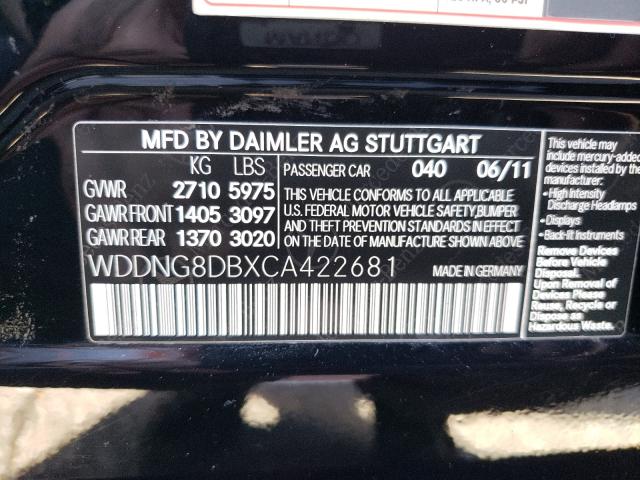 MFD BY DAIMLER AG STUTTGART
KG LBS
PASSENGER CAR 040 06/11
GVWR 2710 5975
GAWR FRONT 1405 3097
GAWR REAR 1370 3020
THIS VEHICLE CONFORMS TO ALL APPLICABLE
U.S. FEDERAL MOTOR VEHICLE SAFETY, BUMPER
AND THEFT PREVENTION STANDARDS IN EFFECT
ON THE DATE OF MANUFACTURE SHOWN ABOVE.
WDDNG8DBXCA422681
This vehicle may
include mercury-added
devices installed by the
manufacturer:
• High Intensity
Discharge Headlamps
• Displays
• Back-lit Instruments
Remove Devices
Before Vehicle
Disposal.
Upon Removal of
Devices Please
Reuse, Recycle or
Dispose as
Hazardous Waste.